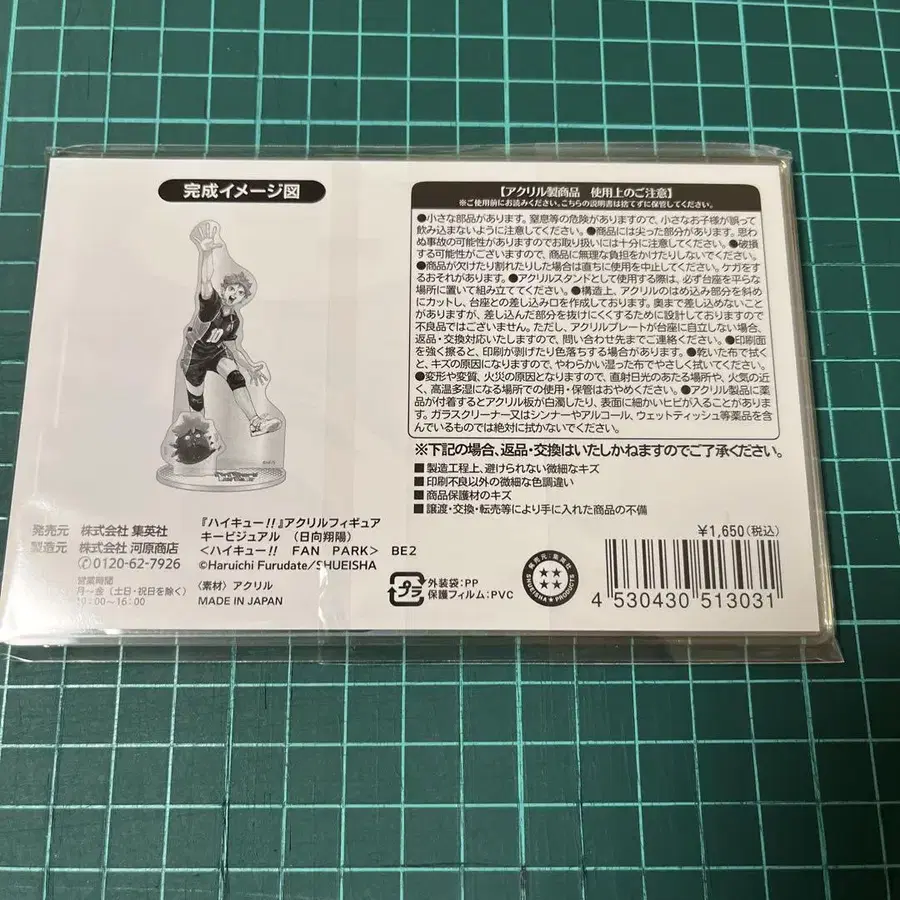 完成イメージ図
【アクリル製商品 使用上のご注意】
※ご使用前にお読みください。こちらの説明書は捨てずに保管してください。
●小さな部品があります。窒息等の危険がありますので、小さなお子様が誤って
飲み込まないように注意してください。●商品には尖った部分があります。思わ
ぬ事故の可能性がありますのでお取り扱いには十分に注意してください。●破損
する可能性がございますので、商品に無理な負担をかけたりしないでください。
●商品が欠けたり割れたりした場合は直ちに使用を中止してください。ケガをす
るおそれがあります。●アクリルスタンドとして使用する際は、必ず台座を平らな
場所に置いて組み立ててください。●構造上、アクリルのはめ込み部分を斜め
にカットし、台座との差し込み口を作成しております。奥まで差し込めないこと
がありますが、差し込んだ部分を抜けにくくするために設計しておりますので
不良品ではございません。ただし、アクリルプレートが台座に自立しない場合、
返品・交換対応いたしますので、問い合わせ先までご連絡ください。●印刷面
を強く擦ると、印刷が剥げたり色落ちする場合があります。●乾いた布で拭く
と、キズの原因になりますので、やわらかい湿った布でやさしく拭いてください。
●変形や変質、火災の原因となりますので、直射日光のあたる場所や、火気の近
く、高温多湿になる場所での使用・保管はおやめください。●アクリル製品に薬
品が付着するとアクリル板が白濁したり、表面に細かいヒビが入ることがありま
す。ガラスクリーナー又はシンナーやアルコール、ウェットティッシュ等薬品を含
んでいるものでは絶対に拭かないでください。
※下記の場合、返品・交換はいたしかねますのでご了承ください。
■製造工程上、避けられない微細なキズ
■印刷不良以外の微細な色調違い
■商品保護材のキズ
■譲渡・交換・転売等により手に入れた商品の不備
発売元 株式会社 集英社
製造元 株式会社 河原商店
0120-62-7926
営業時間
月~金(土日・祝日を除く)
10:00~16:00
『ハイキュー!!』アクリルフィギュア
キービジュアル (日向翔陽)
<ハイキュー!! FAN PARK> BE2
©Haruichi Furudate/SHUEISHA
〈素材〉アクリル
MADE IN JAPAN
プラ
外装袋:PP
保護フィルム:PVC
発売元:集英社
SHUEISHA PRODUCTS
¥1,650(税込)
4 530430 513031
10